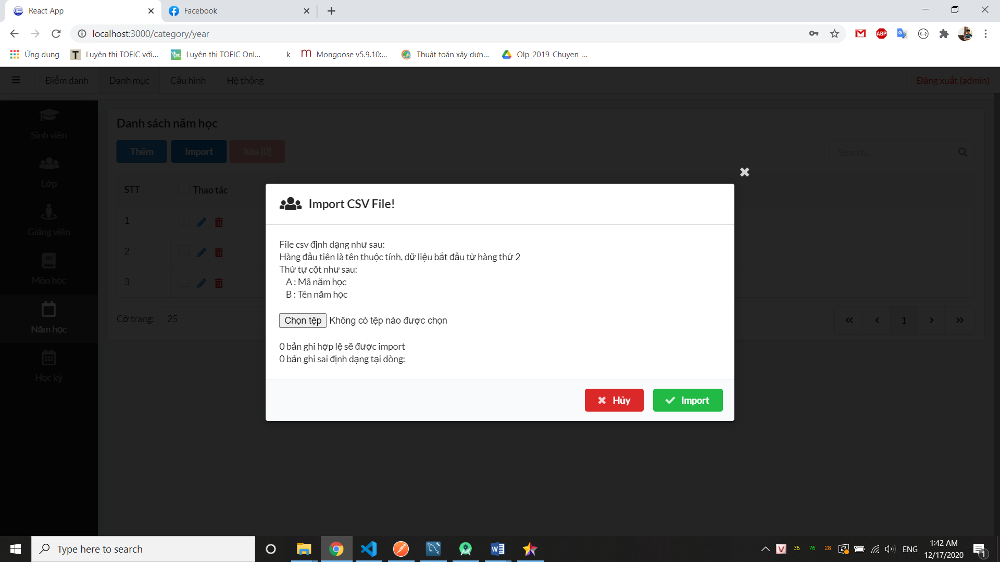 React App
Facebook
localhost:3000/category/year
ABP
Ứng dụng
T
Luyện thi TOEIC với...
Luyện thi TOEIC Onl...
k
m
Mongoose v5.9.10:...
Thuật toán xây dựn...
Olp_2019_Chuyen_...
Điểm danh
Danh mục
Cấu hình
Hệ thống
Đăng xuất (admin)
Sinh viên
Lớp
Giảng viên
Môn học
Năm học
Học kỳ
Danh sách năm học
Thêm
Import
Xóa (0)
Search...
STT
Thao tác
1
2
3
Cỡ trang:
25
1
Import CSV File!
File csv định dạng như sau:
Hàng đầu tiên là tên thuộc tính, dữ liệu bắt đầu từ hàng thứ 2
Thứ tự cột như sau:
A : Mã năm học
B : Tên năm học
Chọn tệp
Không có tệp nào được chọn
0 bản ghi hợp lệ sẽ được import
0 bản ghi sai định dạng tại dòng:
Hủy
Import
Type here to search
V
36
76
28
ENG
1:42 AM
12/17/2020
1